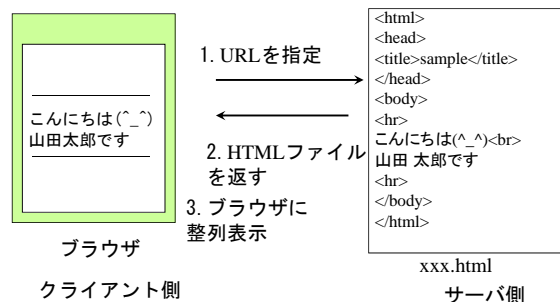 こんにちは(^_^)
山田太郎です
ブラウザ
クライアント側
1. URLを指定
2. HTMLファイル
を返す
3. ブラウザに
整列表示
<html>
<head>
<title>sample</title>
</head>
<body>
<hr>
こんにちは(^_^)<br>
山田 太郎です
<hr>
</body>
</html>
xxx.html
サーバ側